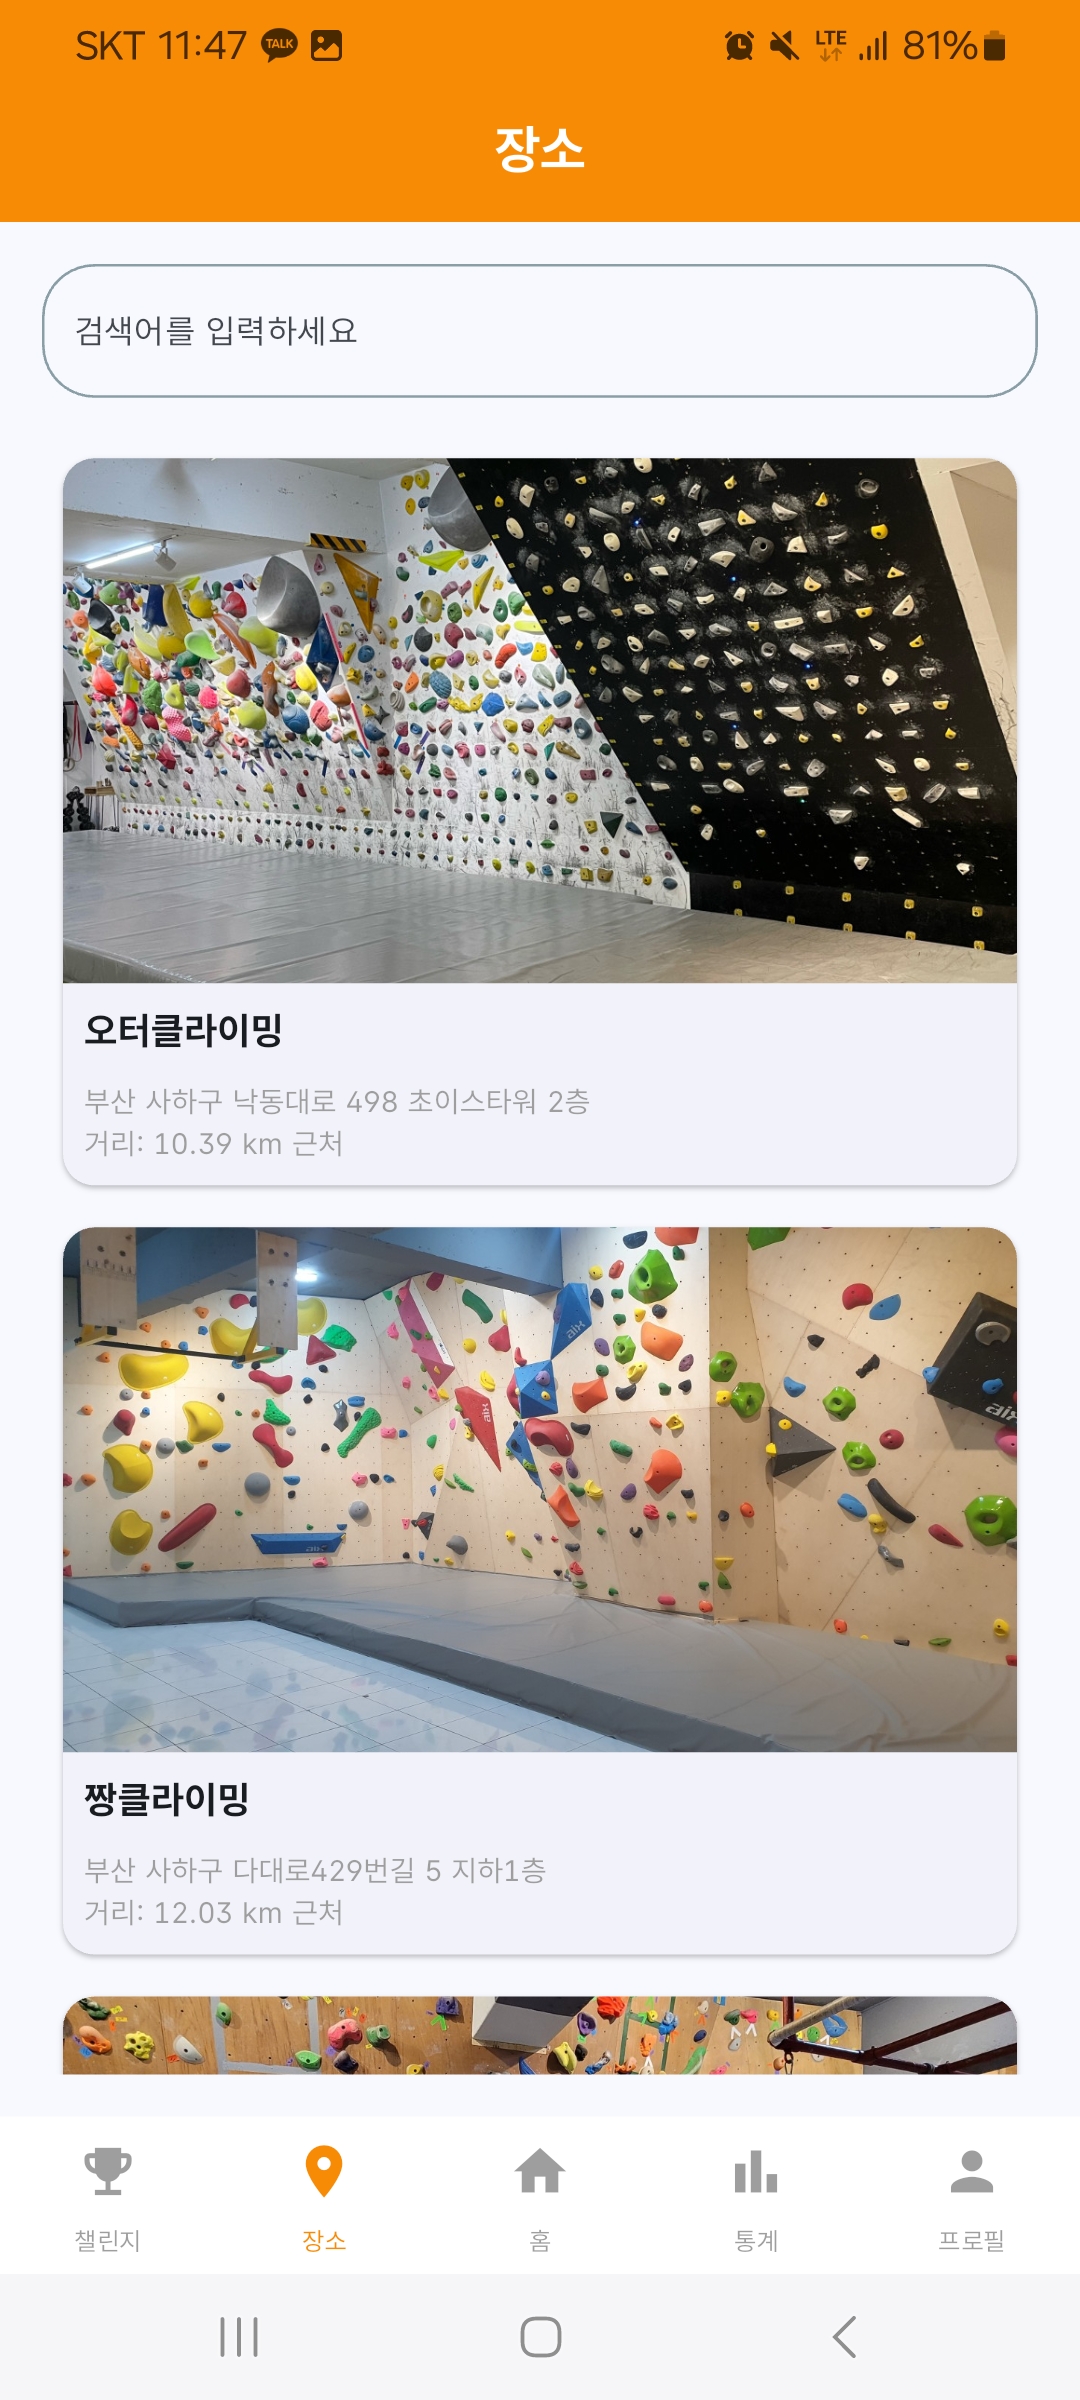 SKT 11:47 TALK LTE 81%
장소
검색어를 입력하세요
오터클라이밍
부산 사하구 낙동대로 498 초이스타워 2층
거리: 10.39 km 근처
aix
aix
aix
aix
짱클라이밍
부산 사하구 다대로429번길 5 지하1층
거리: 12.03 km 근처
챌린지
장소
홈
통계
프로필